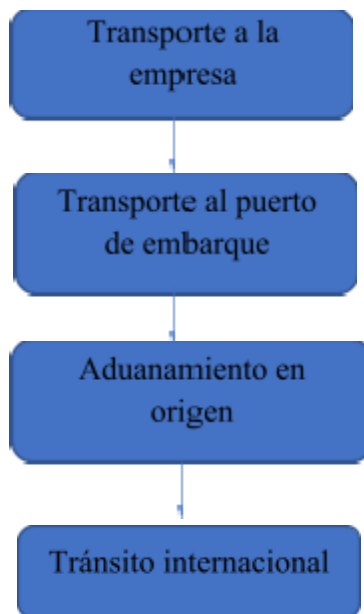 Transporte a la
empresa
Transporte al puerto
de embarque
Aduanamiento en
origen
Tránsito internacional